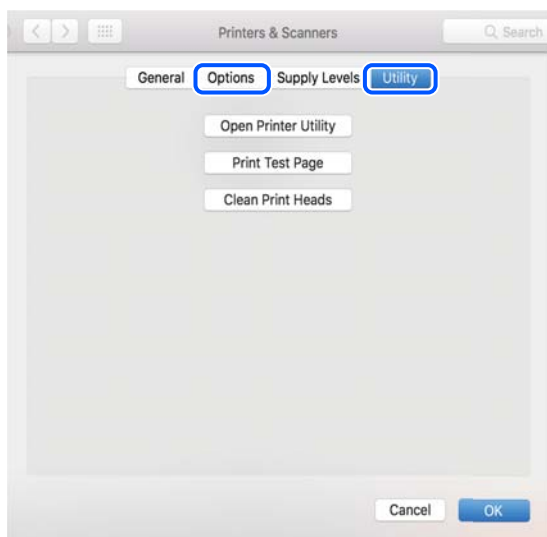 Printers & Scanners Search
General Options Supply Levels Utility
Open Printer Utility
Print Test Page
Clean Print Heads
Cancel OK